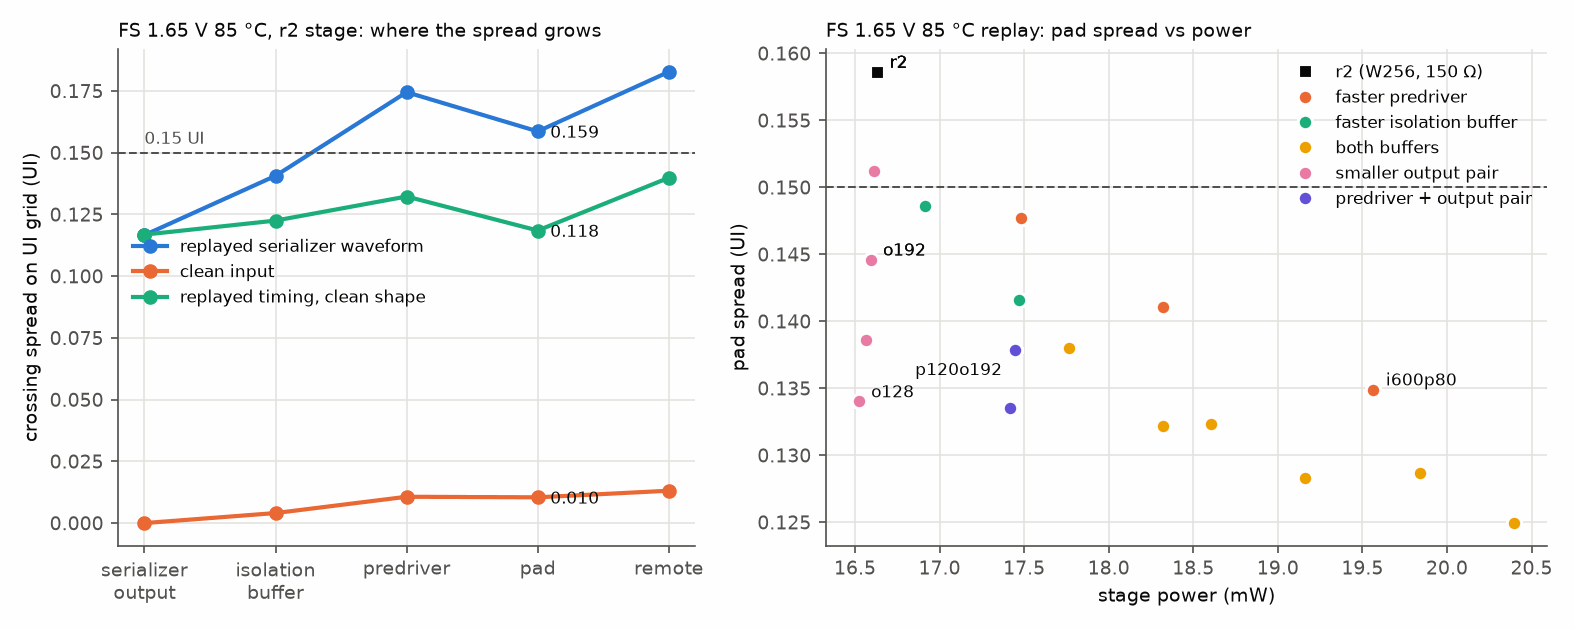 FS 1.65 V 85 °C, r2 stage: where the spread grows
crossing spread on UI grid (UI)
0.175
0.150
0.125
0.100
0.075
0.050
0.025
0.000
0.15 UI
0.159
0.118
0.010
replayed serializer waveform
clean input
replayed timing, clean shape
serializer
output
isolation
buffer
predriver
pad
remote
FS 1.65 V 85 °C replay: pad spread vs power
pad spread (UI)
0.160
0.155
0.150
0.145
0.140
0.135
0.130
0.125
r2
o192
p120o192
o128
i600p80
r2 (W256, 150 Ω)
faster predriver
faster isolation buffer
both buffers
smaller output pair
predriver + output pair
16.5
17.0
17.5
18.0
18.5
19.0
19.5
20.0
20.5
stage power (mW)